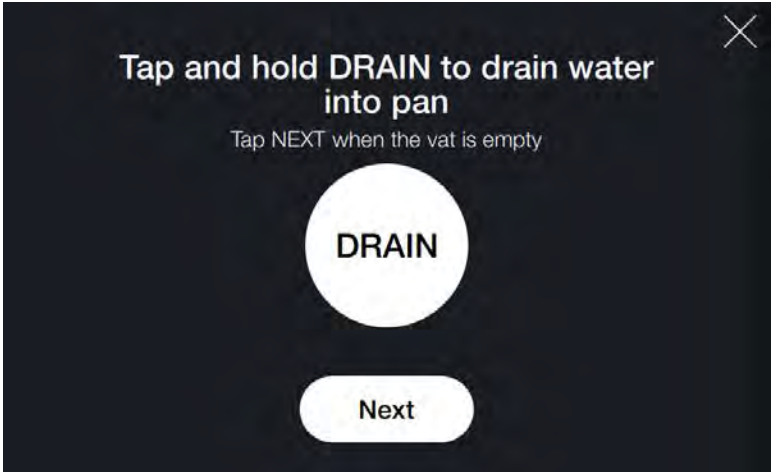 Tap and hold DRAIN to drain water
into pan
Tap NEXT when the vat is empty
DRAIN
Next